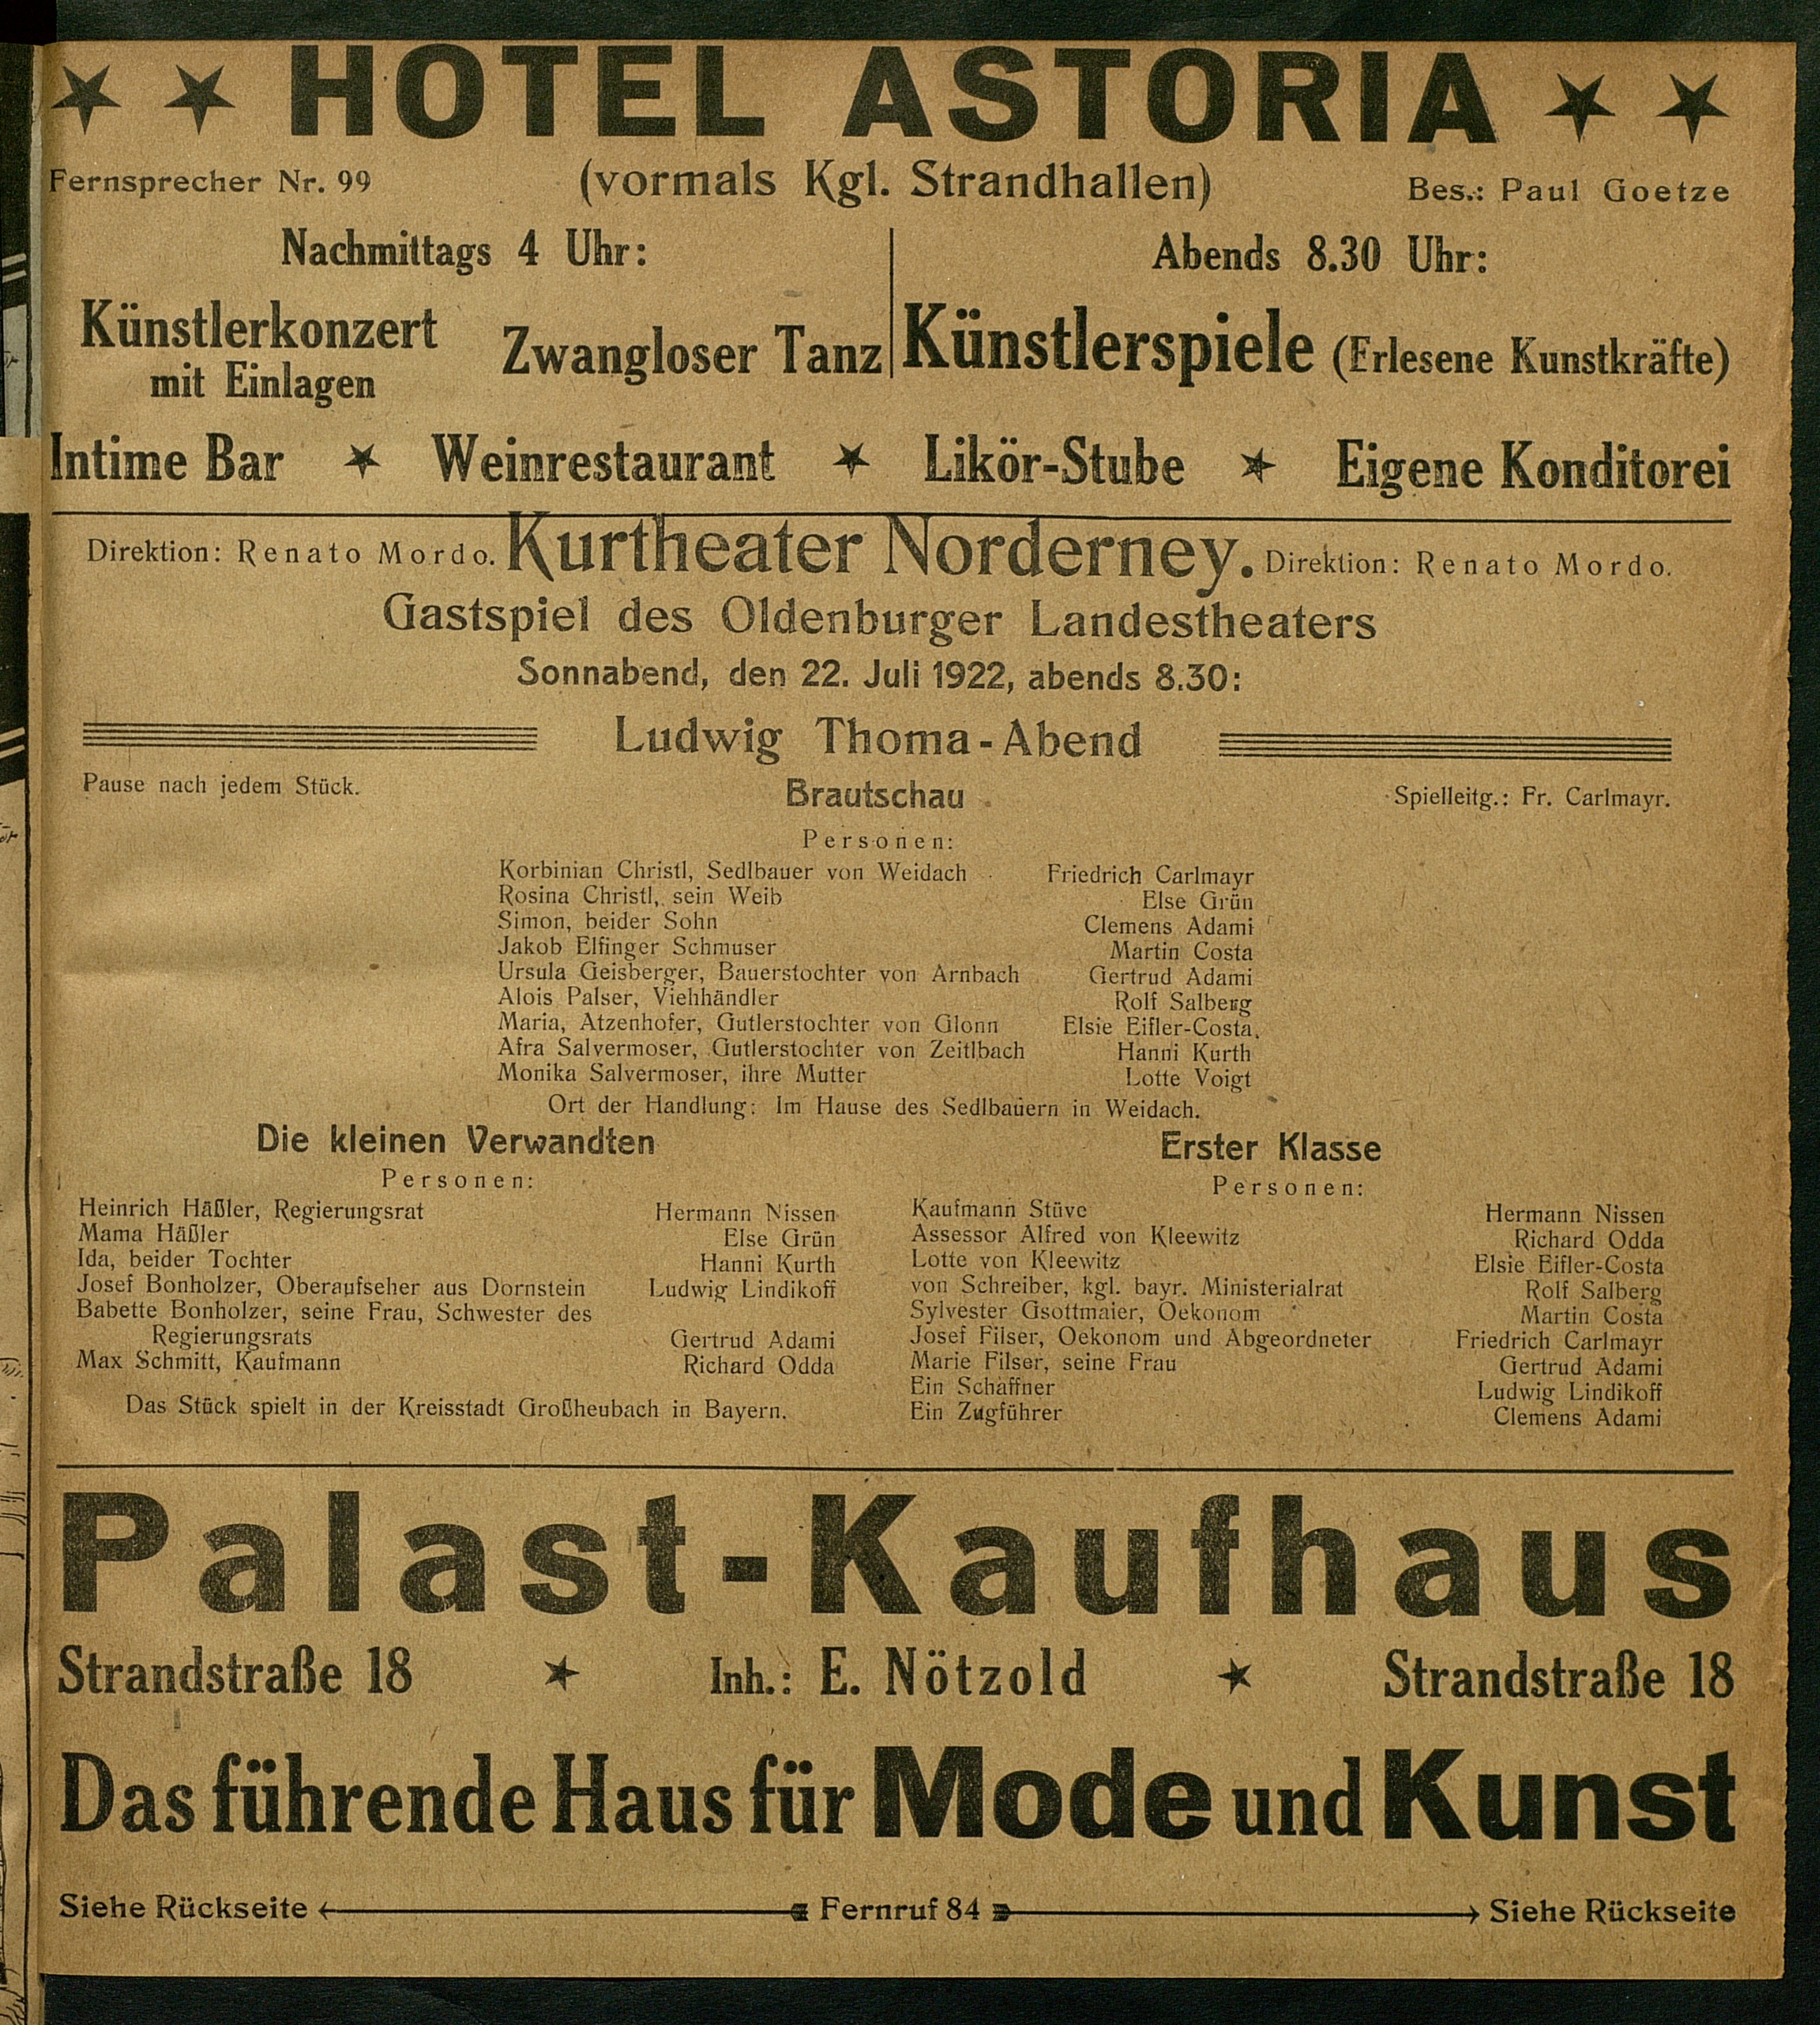 HOTEL ASTORIA
Fernsprecher Nr. 99 (vormals Kgl. Strandhallen) Bes.: Paul Goetze
Nachmittags 4 Uhr:
Künstlerkonzert
mit Einlagen
Zwangloser Tanz
Abends 8.30 Uhr:
Künstlerspiele (Erlesene Kunstkräfte)
Intime Bar ★ Weinrestaurant ★ Likör-Stube ★ Eigene Konditorei
Direktion: Renato Mordo. Kurtheater Norderney. Direktion: Renato Mordo.
Gastspiel des Oldenburger Landestheaters
Sonnabend, den 22. Juli 1922, abends 8.30:
Ludwig Thoma-Abend
Pause nach jedem Stück. Brautschau Spielleitg.: Fr. Carlmayr.
Personen:
Korbinian Christl, Sedlbauer von Weidach Friedrich Carlmayr
Rosina Christl, sein Weib Else Grün
Simon, beider Sohn Clemens Adami
Jakob Elfinger Schmuser Martin Costa
Ursula Geisberger, Bauerstochter von Arnbach Gertrud Adami
Alois Palser, Viehhändler Rolf Salberg
Maria, Atzenhofer, Gutlerstochter von Glonn Elsie Eifler-Costa
Afra Salvermoser, Gutlerstochter von Zeitlbach Hanni Kurth
Monika Salvermoser, ihre Mutter Lotte Voigt
Ort der Handlung: Im Hause des Sedlbauern in Weidach.
Die kleinen Verwandten
Personen:
Heinrich Häßler, Regierungsrat Hermann Nissen
Mama Häßler Else Grün
Ida, beider Tochter Hanni Kurth
Josef Bonholzer, Oberaufseher aus Dornstein Ludwig Lindikoff
Babette Bonholzer, seine Frau, Schwester des
Regierungsrats Gertrud Adami
Max Schmitt, Kaufmann Richard Odda
Das Stück spielt in der Kreisstadt Großheubach in Bayern.
Erster Klasse
Personen:
Kaufmann Stüve Hermann Nissen
Assessor Alfred von Kleewitz Richard Odda
Lotte von Kleewitz Elsie Eifler-Costa
von Schreiber, kgl. bayr. Ministerialrat Rolf Salberg
Sylvester Gsottmaier, Oekonom Martin Costa
Josef Filser, Oekonom und Abgeordneter Friedrich Carlmayr
Marie Filser, seine Frau Gertrud Adami
Ein Schaffner Ludwig Lindikoff
Ein Zugführer Clemens Adami
Palast-Kaufhaus
Strandstraße 18 ★ Inh.: E. Nötzold ★ Strandstraße 18
Das führende Haus für Mode und Kunst
Siehe Rückseite Fernruf 84 Siehe Rückseite